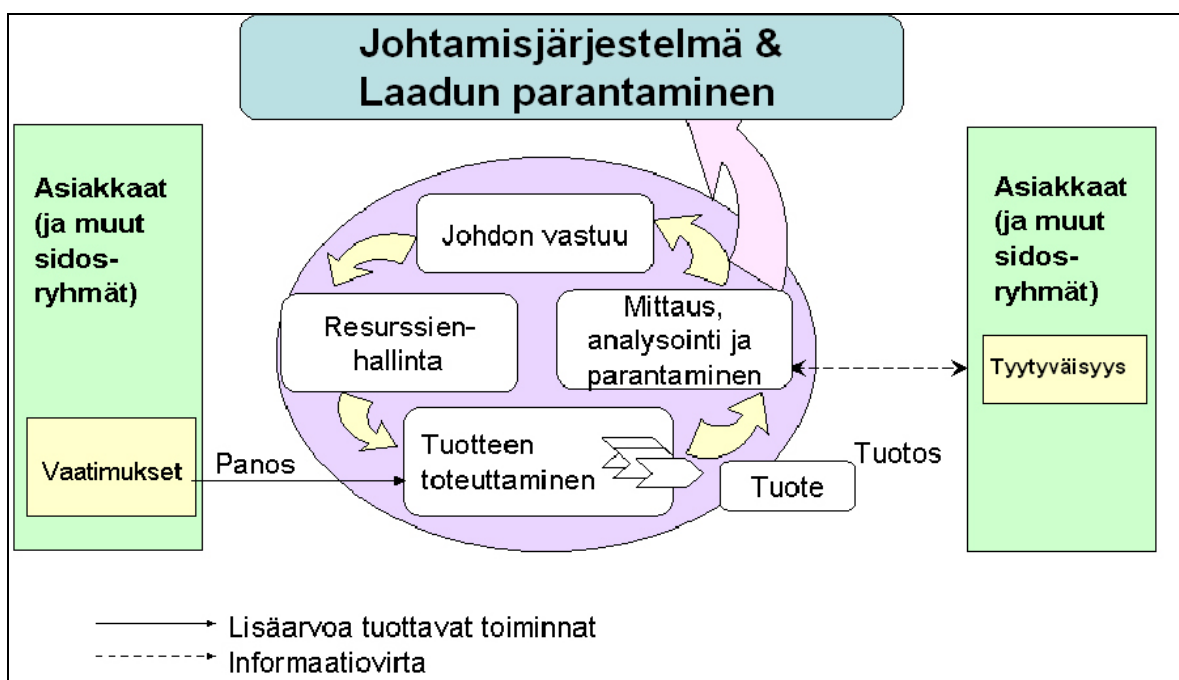 Johtamisjärjestelmä &
Laadun parantaminen
Asiakkaat
(ja muut
sidos-
ryhmät)
Vaatimukset
Panos
Johdon vastuu
Resurssien-
hallinta
Mittaus,
analysointi ja
parantaminen
Tuotteen
toteuttaminen
Tuote
Tuotos
Asiakkaat
(ja muut
sidos-
ryhmät)
Tyytyväisyys
Lisäarvoa tuottavat toiminnat
Informaatiovirta